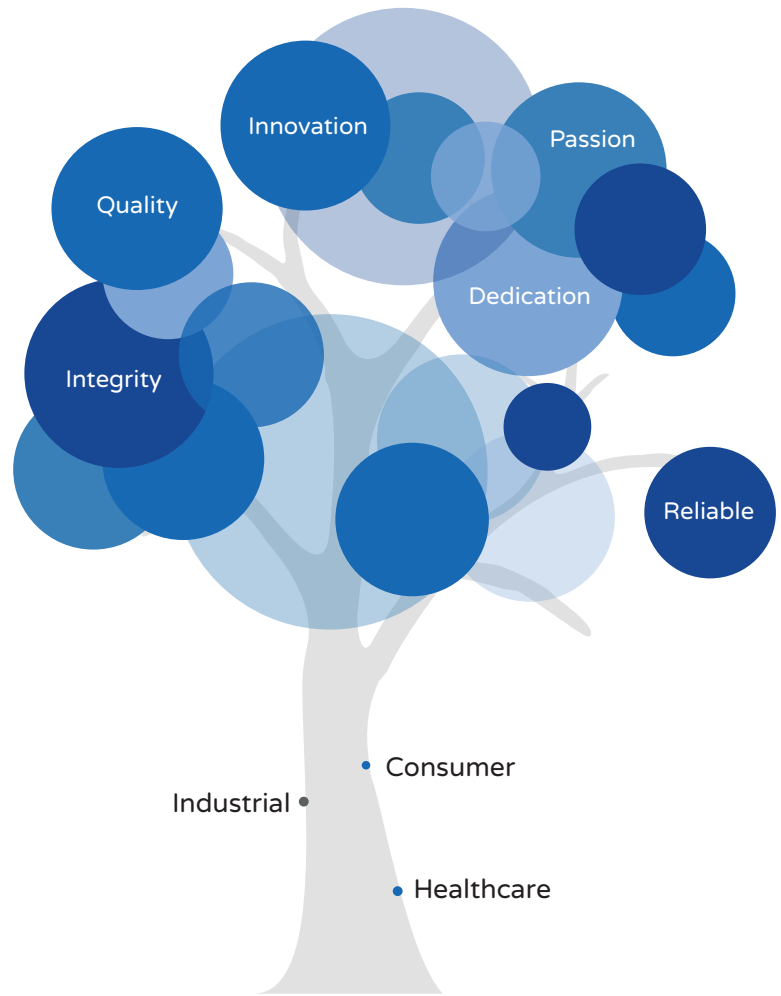 Innovation
Passion
Quality
Dedication
Integrity
Reliable
Consumer
Industrial
Healthcare